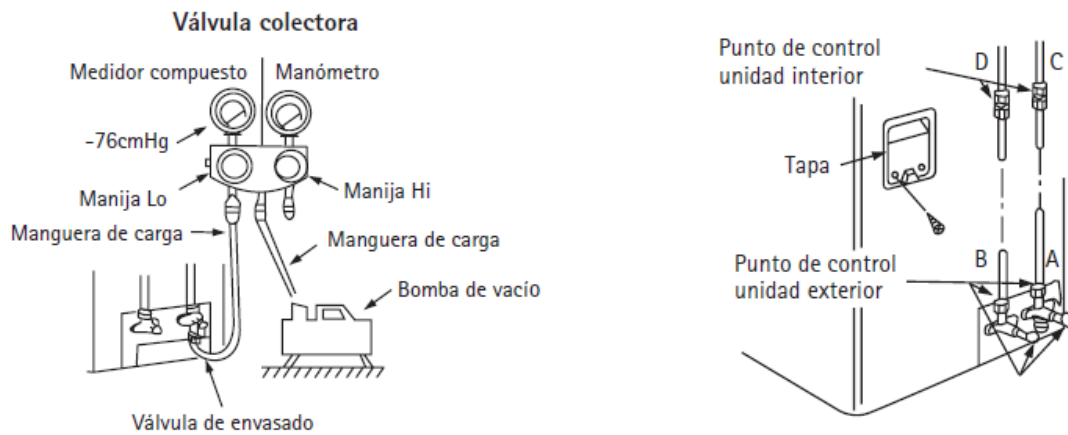 Válvula colectora
Medidor compuesto
Manómetro
-76cmHg
Manija Lo
Manija Hi
Manguera de carga
Manguera de carga
Bomba de vacío
Válvula de envasado
Punto de control
unidad interior
D
C
Tapa
Punto de control
unidad exterior
B
A